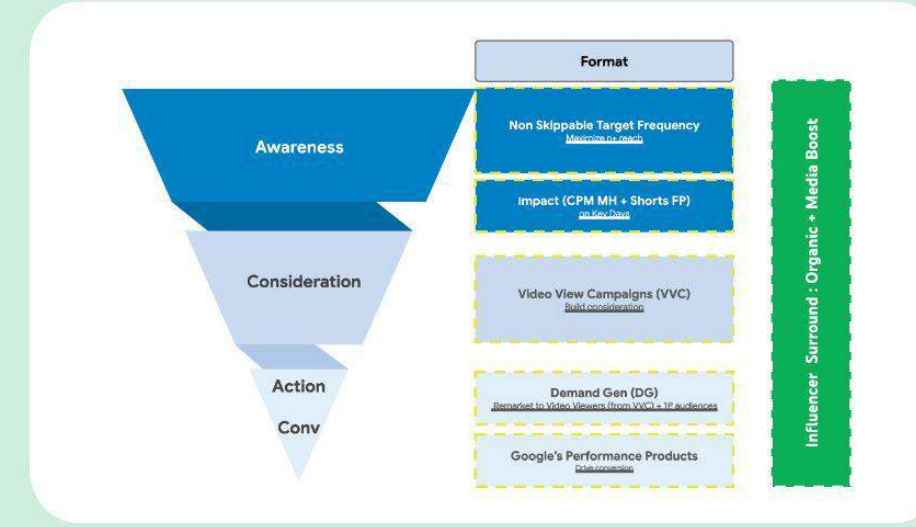 Format
Awareness
Non Skippable Target Frequency
Maximize n+ reach
Impact (CPM MH + Shorts FP)
on Key Days
Consideration
Video View Campaigns (VVC)
Build consideration
Action
Conv
Demand Gen (DG)
Remarket to Video Viewers (from VVC) + 1P audiences
Google's Performance Products
Drive conversion
Influencer Surround : Organic + Media Boost